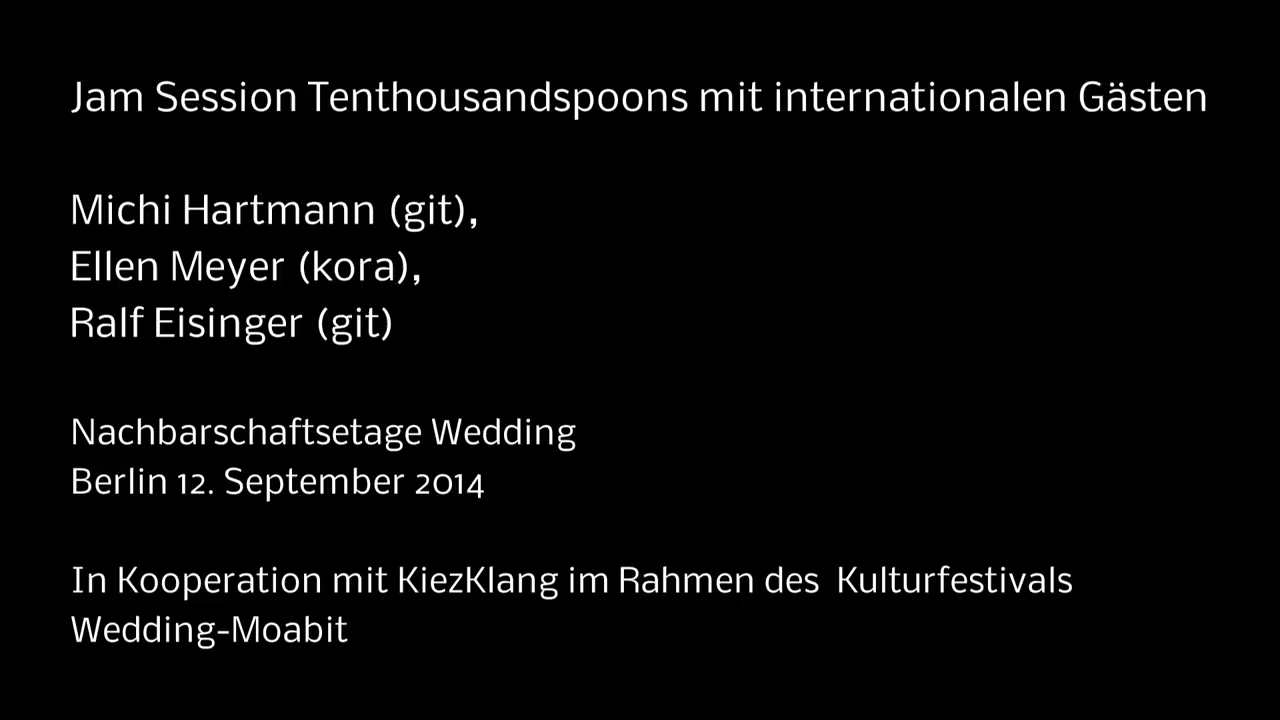 Jam Session Tenthousandspoons mit internationalen Gästen
Michi Hartmann (git),
Ellen Meyer (kora),
Ralf Eisinger (git)
Nachbarschaftsetage Wedding
Berlin 12. September 2014
In Kooperation mit KiezKlang im Rahmen des Kulturfestivals
Wedding-Moabit